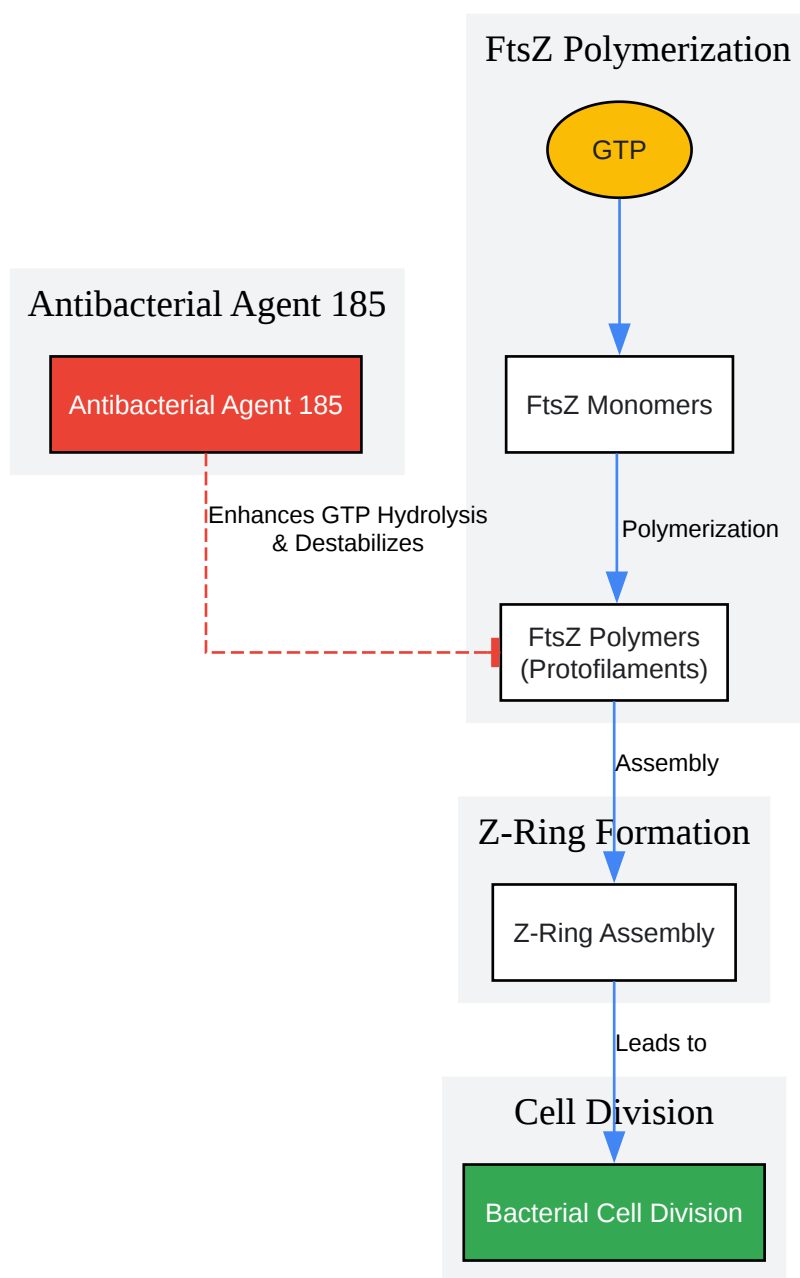 FtsZ Polymerization
GTP
Antibacterial Agent 185
Antibacterial Agent 185
FtsZ Monomers
Enhances GTP Hydrolysis
& Destabilizes
Polymerization
FtsZ Polymers
(Protofilaments)
Assembly
Z-Ring Formation
Z-Ring Assembly
Leads to
Cell Division
Bacterial Cell Division